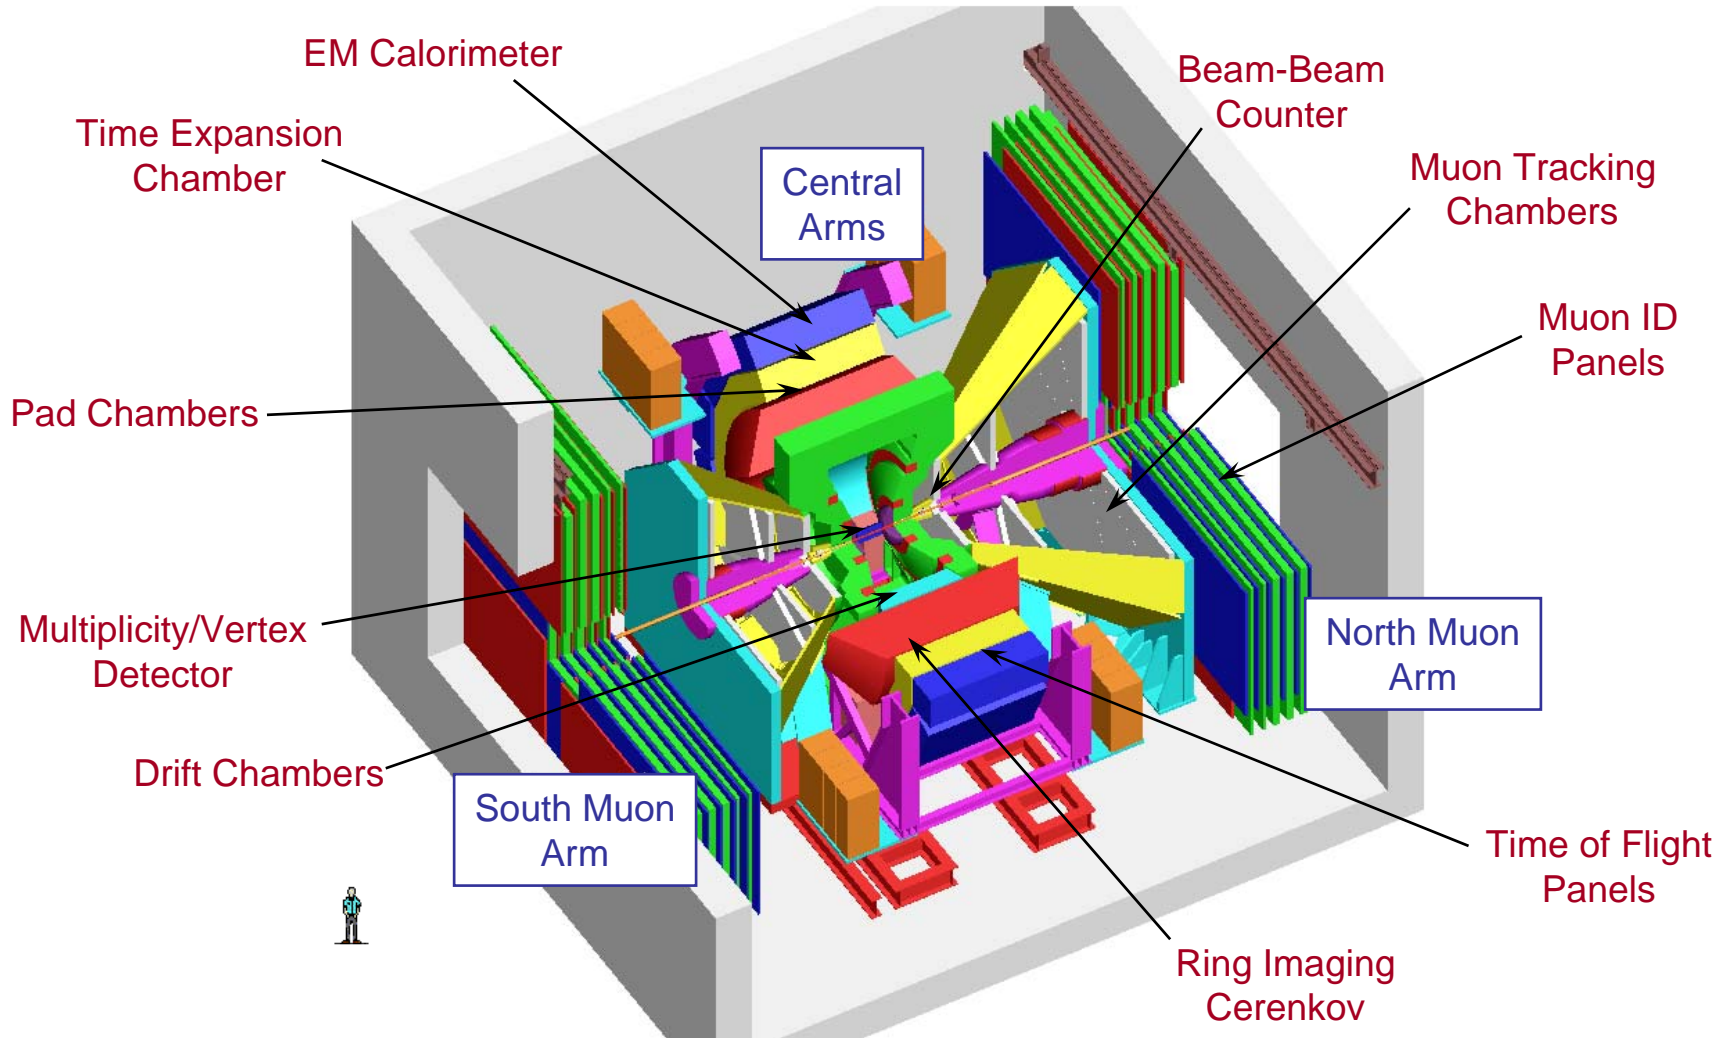 EM Calorimeter
Beam-Beam
Counter
Time Expansion
Chamber
Central
Arms
Muon Tracking
Chambers
Muon ID
Panels
Pad Chambers
Multiplicity/Vertex
Detector
North Muon
Arm
Drift Chambers
South Muon
Arm
Time of Flight
Panels
Ring Imaging
Cerenkov